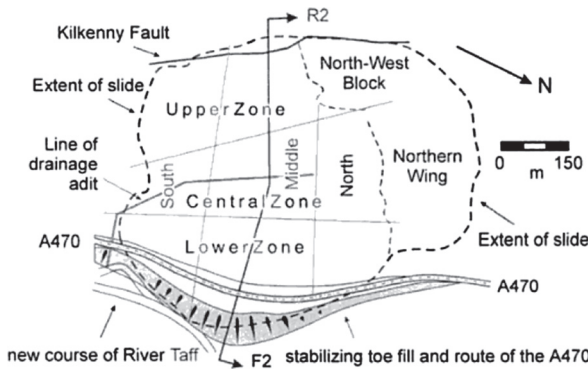 R2
Kilkenny Fault
North-West
Block
N
Extent of slide
Upper Zone
Line of
drainage
adit
South
Middle
North
Northern
Wing
0
150
m
Central Zone
A470
Lower Zone
Extent of slide
A470
new course of River Taff
F2
stabilizing toe fill and route of the A470